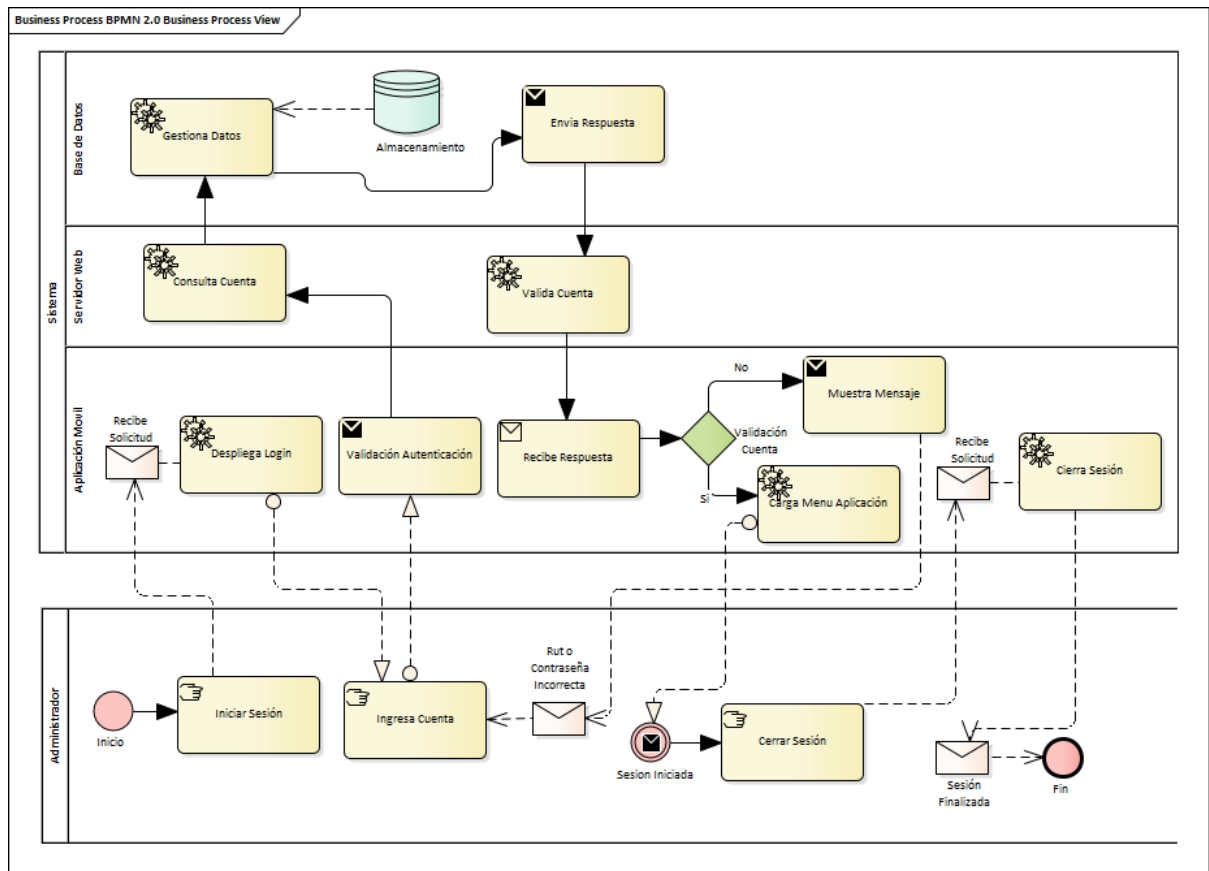 Business Process BPMN 2.0 Business Process View
Sistema
Base de Datos
Gestiona Datos
Almacenamiento
Envia Respuesta
Servidor Web
Consulta Cuenta
Valida Cuenta
Aplicación Movil
Recibe
Solicitud
Despliega Login
Validación Autenticación
Recibe Respuesta
No
Si
Validación
Cuenta
Muestra Mensaje
Carga Menu Aplicación
Recibe
Solicitud
Cierra Sesión
Administrador
Inicio
Iniciar Sesión
Ingresa Cuenta
Rut o
Contraseña
Incorrecta
Sesion Iniciada
Cerrar Sesión
Sesión
Finalizada
Fin